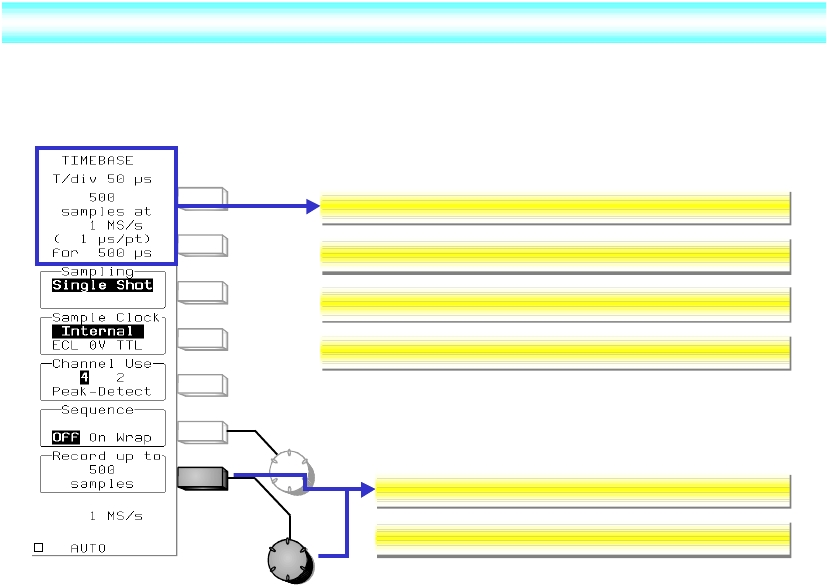 TIMEBASE
T/div 50 µs
500
samples at
1 MS/s
( 1 µs/pt)
for 500 µs
Sampling
Single Shot
Sample Clock
Internal
ECL 0V TTL
Channel Use
4 2
Peak-Detect
Sequence
Off On Wrap
Record up to
500
samples
1 MS/s
AUTO